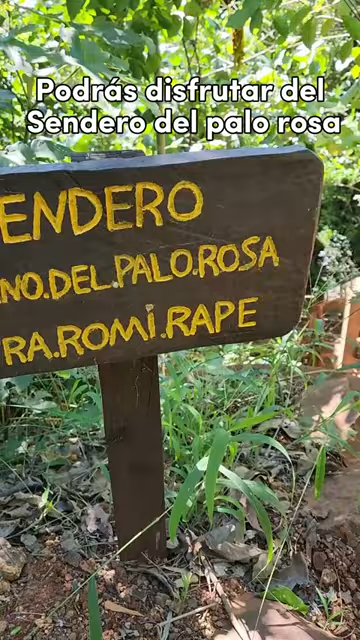 Podrás disfrutar del
Sendero del palo rosa
ENDERO
NO.DEL.PALO.ROSA
RA.ROMI.RAPE